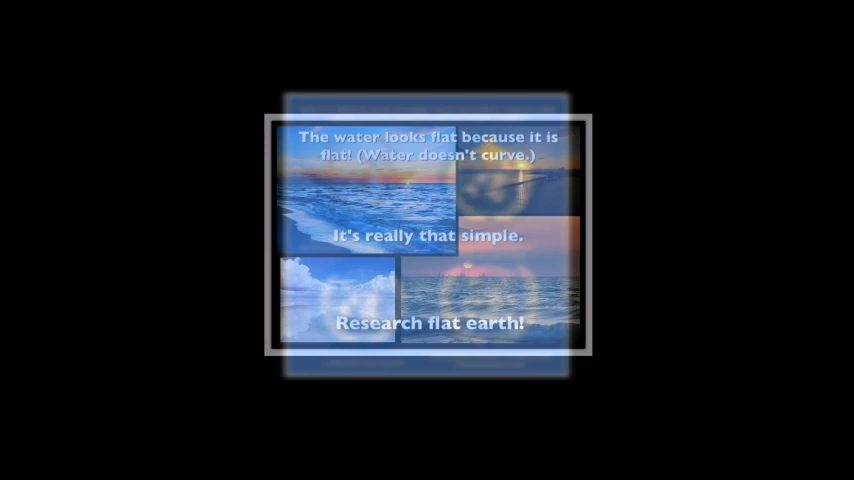 The water looks flat because it is
flat! (Water doesn't curve.)
It's really that simple.
Research flat earth!